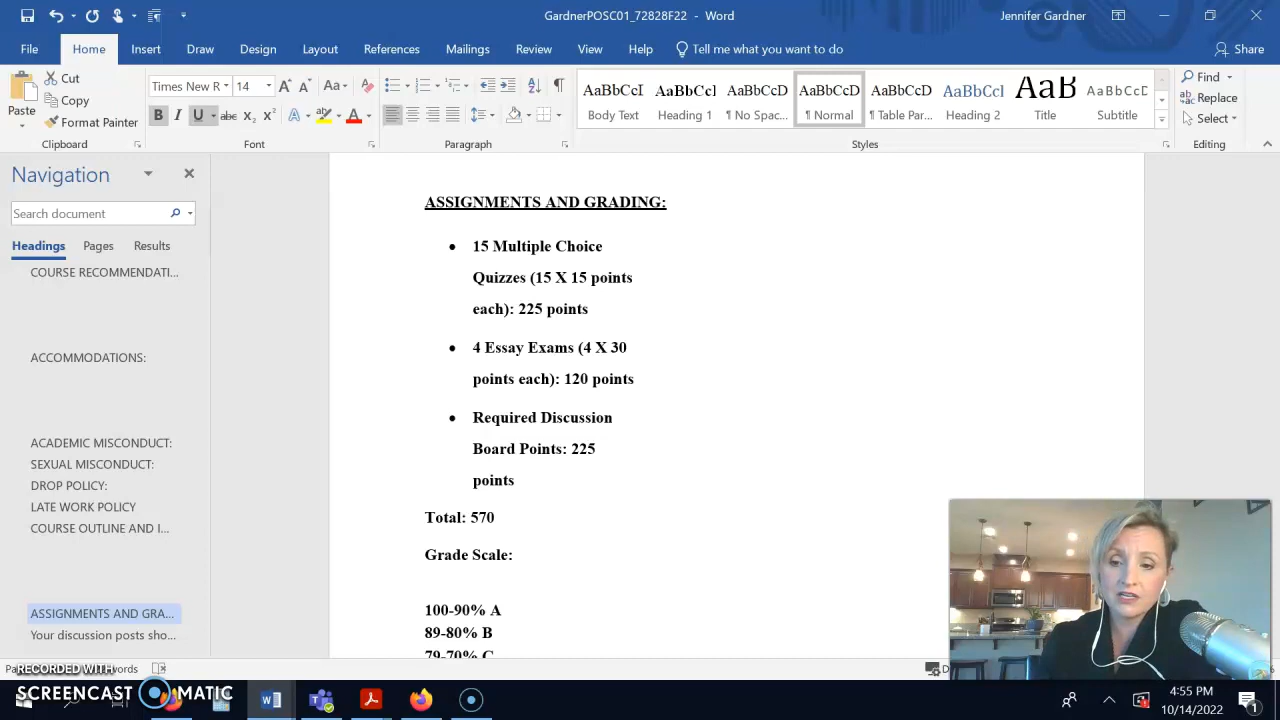 GardnerPOSC01_72828F22 - Word
Jennifer Gardner
File Home Insert Draw Design Layout References Mailings Review View Help Tell me what you want to do Share
Paste
Cut
Copy
Format Painter
Clipboard
Times New R 14
Font
Paragraph
AaBbCcI AaBbCcI AaBbCcD AaBbCcD AaBbCcD AaBbCcI AaB AaBbCcD
Body Text Heading 1 ¶ No Spac... ¶ Normal ¶ Table Par... Heading 2 Title Subtitle
Styles
Find
Replace
Select
Editing
Navigation
Search document
Headings Pages Results
COURSE RECOMMENDATI...
ACCOMMODATIONS:
ACADEMIC MISCONDUCT:
SEXUAL MISCONDUCT:
DROP POLICY:
LATE WORK POLICY
COURSE OUTLINE AND I...
ASSIGNMENTS AND GRA...
Your discussion posts sho...
ASSIGNMENTS AND GRADING:
• 15 Multiple Choice
Quizzes (15 X 15 points
each): 225 points
• 4 Essay Exams (4 X 30
points each): 120 points
• Required Discussion
Board Points: 225
points
Total: 570
Grade Scale:
100-90% A
89-80% B
79-70% C
words
RECORDED WITH
SCREENCAST MATIC
4:55 PM
10/14/2022
1